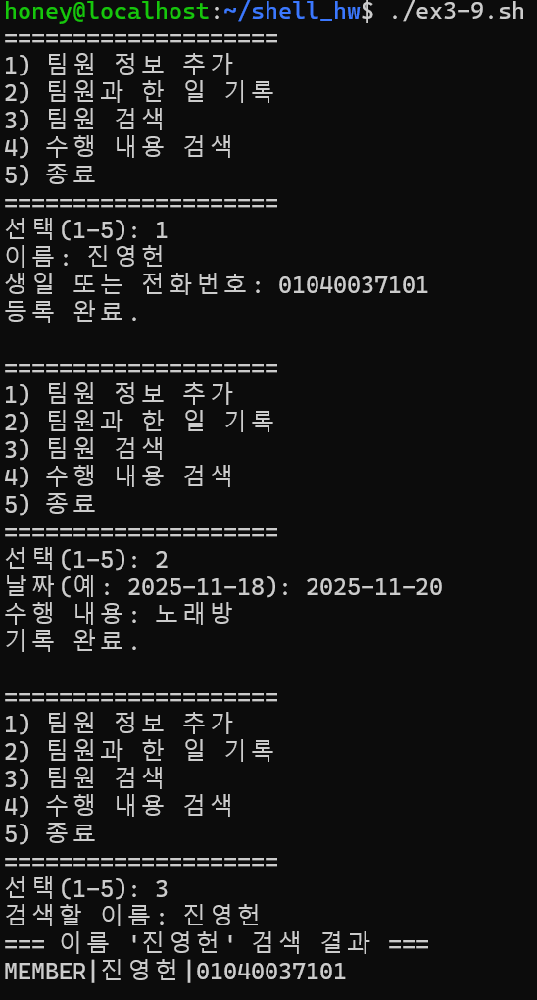 honey@localhost:~/shell_hw$ ./ex3-9.sh
====================
1) 팀원 정보 추가
2) 팀원과 한 일 기록
3) 팀원 검색
4) 수행 내용 검색
5) 종료
====================
선택(1-5): 1
이름: 진영헌
생일 또는 전화번호: 01040037101
등록 완료.

====================
1) 팀원 정보 추가
2) 팀원과 한 일 기록
3) 팀원 검색
4) 수행 내용 검색
5) 종료
====================
선택(1-5): 2
날짜(예: 2025-11-18): 2025-11-20
수행 내용: 노래방
기록 완료.

====================
1) 팀원 정보 추가
2) 팀원과 한 일 기록
3) 팀원 검색
4) 수행 내용 검색
5) 종료
====================
선택(1-5): 3
검색할 이름: 진영헌
=== 이름 '진영헌' 검색 결과 ===
MEMBER|진영헌|01040037101